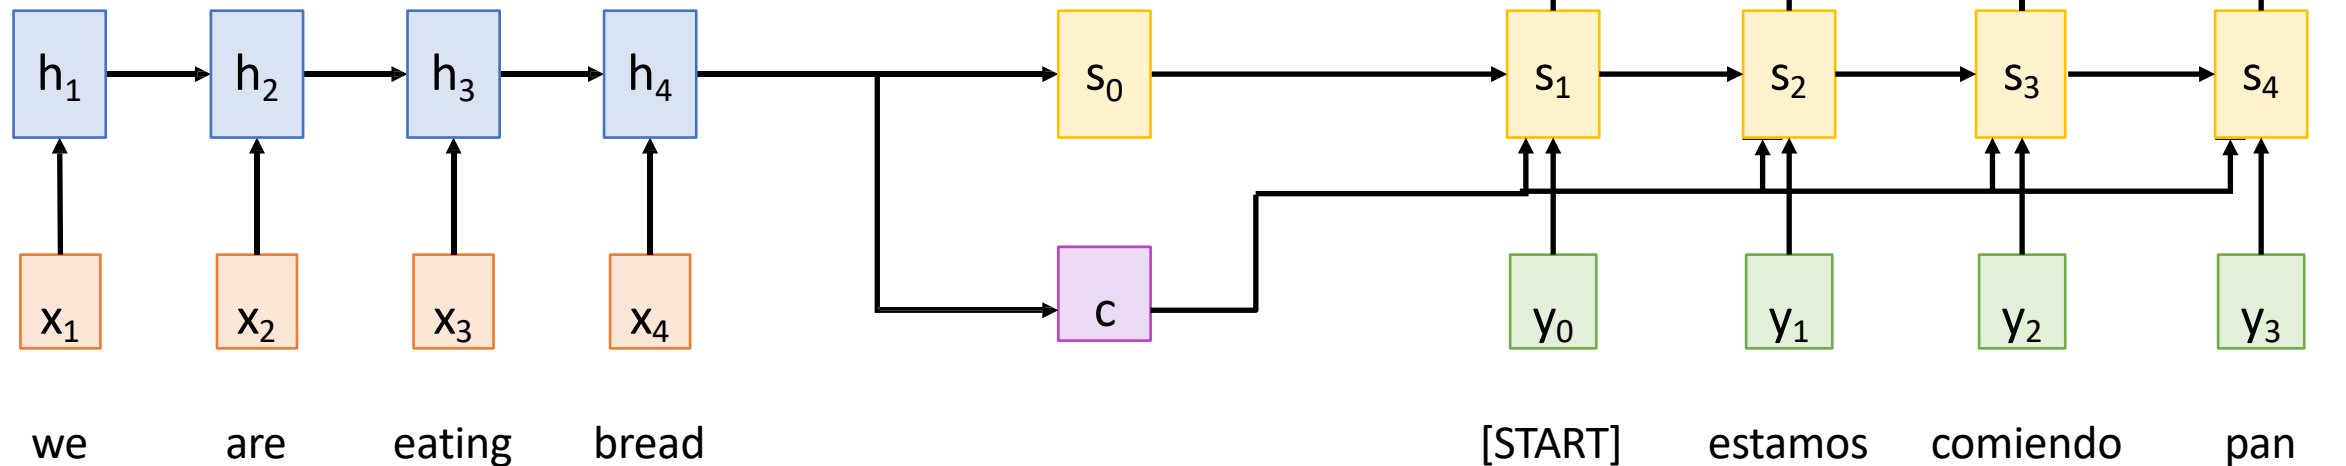 h₁ h₂ h₃ h₄ s₀ s₁ s₂ s₃ s₄
x₁ x₂ x₃ x₄ c y₀ y₁ y₂ y₃
we are eating bread [START] estamos comiendo pan